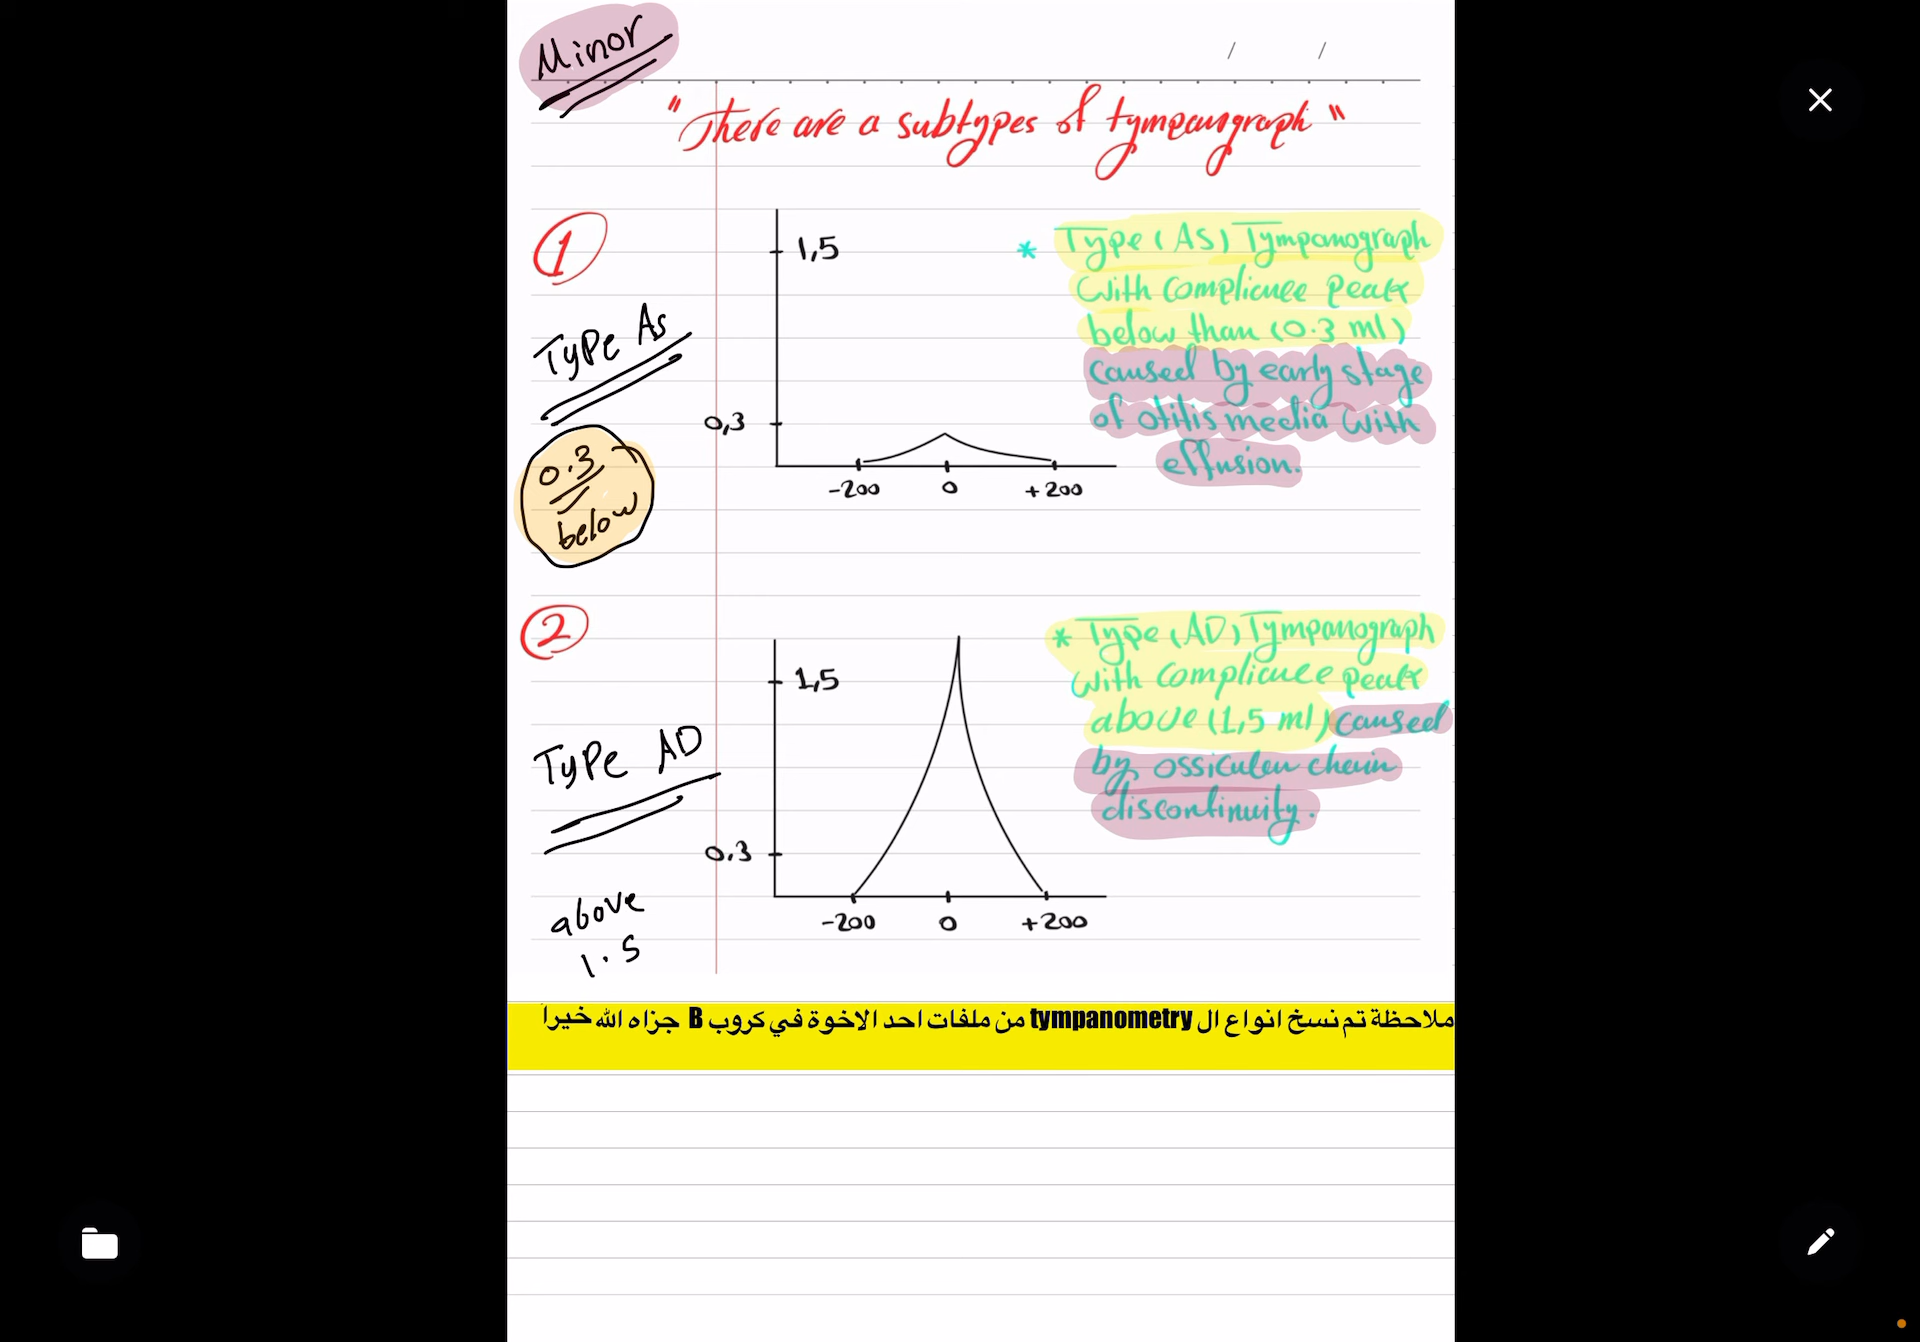 Minor
/ /
"There are a subtypes of tympanograph"
1
1,5
Type As
0,3
0.3
below
-200 0 +200
* Type (AS) Tympanograph
with compliance peak
below than (0.3 ml)
caused by early stage
of otitis media with
effusion.
2
1,5
Type AD
0.3
above
1.5
-200 0 +200
* Type (AD) Tympanograph
with compliance peak
above (1,5 ml) caused
by ossicular chain
discontinuity.
ملاحظة تم نسخ انواع ال tympanometry من ملفات احد الاخوة في كروب B جزاه الله خيراً